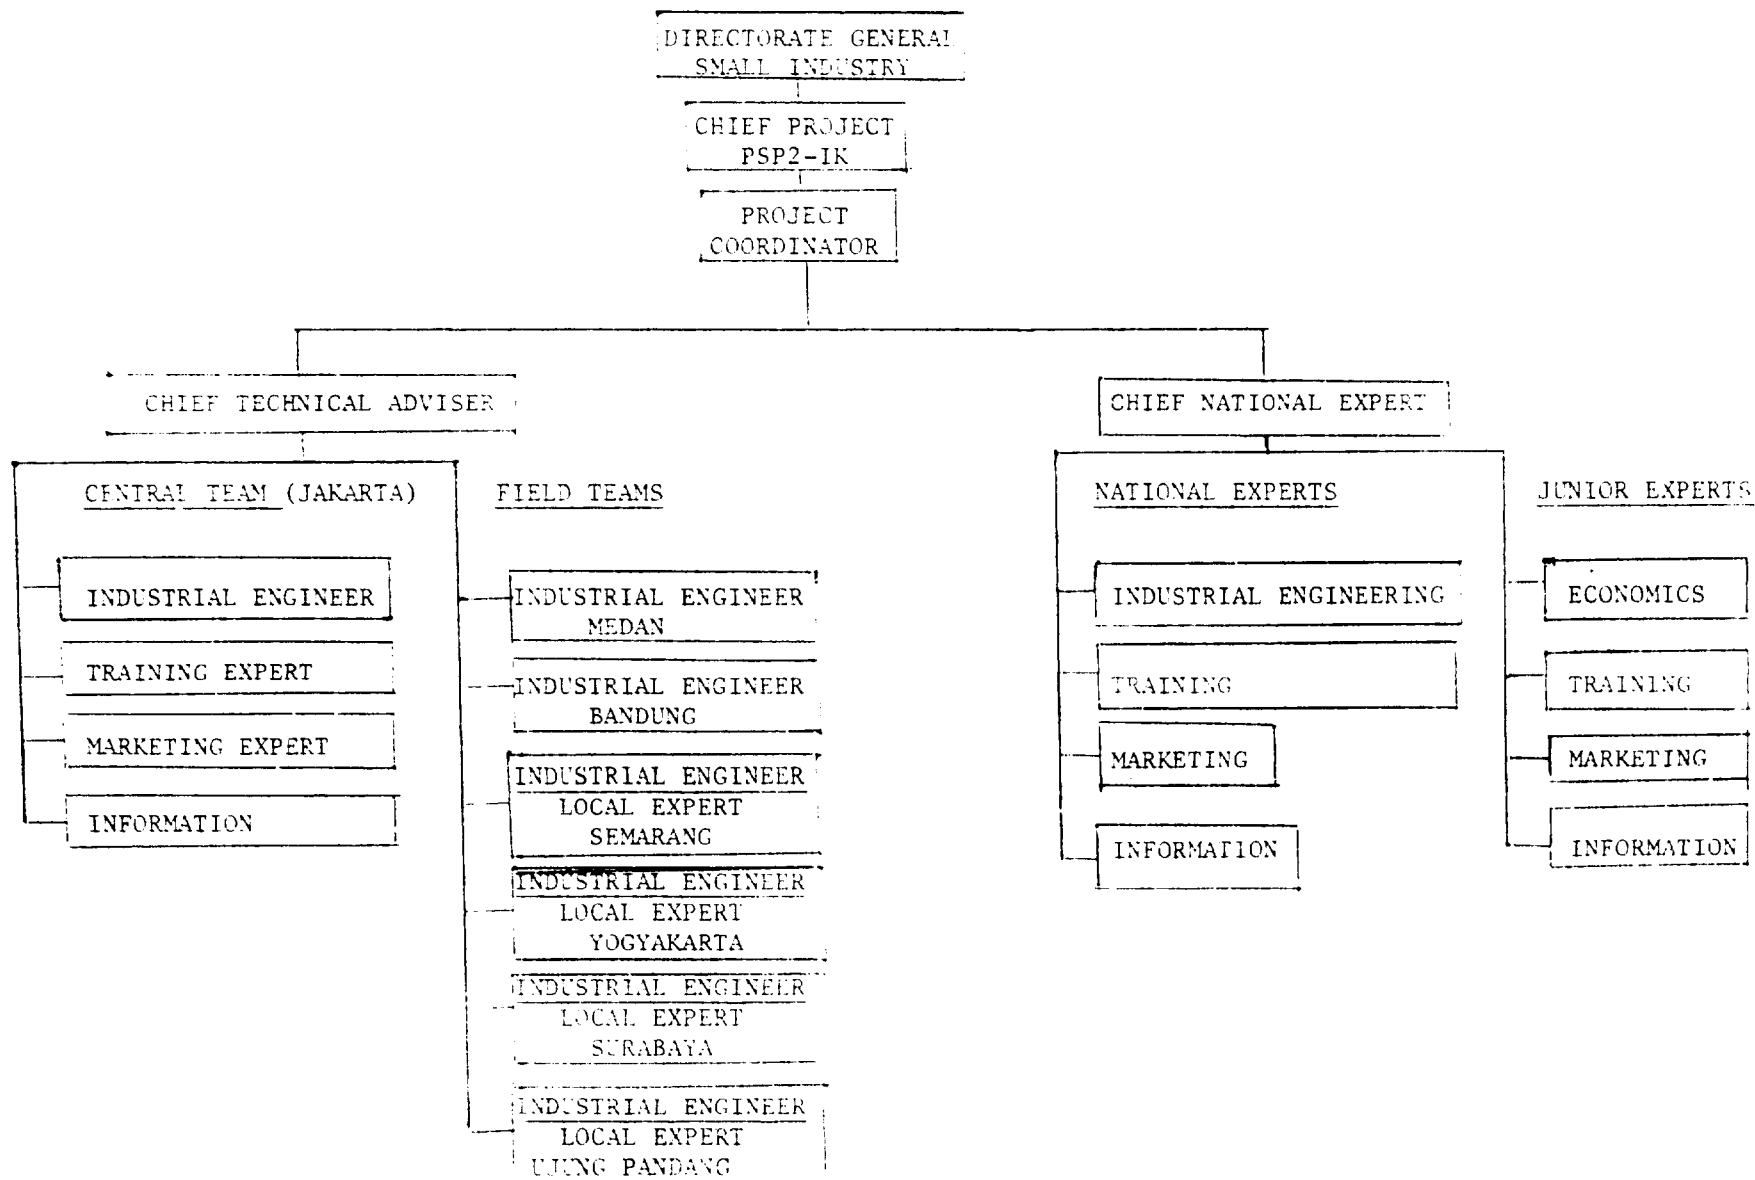 DIRECTORATE GENERAL
SMALL INDUSTRY
CHIEF PROJECT
PSP2-IK
PROJECT
COORDINATOR
CHIEF TECHNICAL ADVISER
CENTRAL TEAM (JAKARTA)
INDUSTRIAL ENGINEER
TRAINING EXPERT
MARKETING EXPERT
INFORMATION
FIELD TEAMS
INDUSTRIAL ENGINEER
MEDAN
INDUSTRIAL ENGINEER
BANDUNG
INDUSTRIAL ENGINEER
LOCAL EXPERT
SEMARANG
INDUSTRIAL ENGINEER
LOCAL EXPERT
YOGYAKARTA
INDUSTRIAL ENGINEER
LOCAL EXPERT
SURABAYA
INDUSTRIAL ENGINEER
LOCAL EXPERT
UJUNG PANDANG
CHIEF NATIONAL EXPERT
NATIONAL EXPERTS
INDUSTRIAL ENGINEERING
TRAINING
MARKETING
INFORMATION
JUNIOR EXPERTS
ECONOMICS
TRAINING
MARKETING
INFORMATION